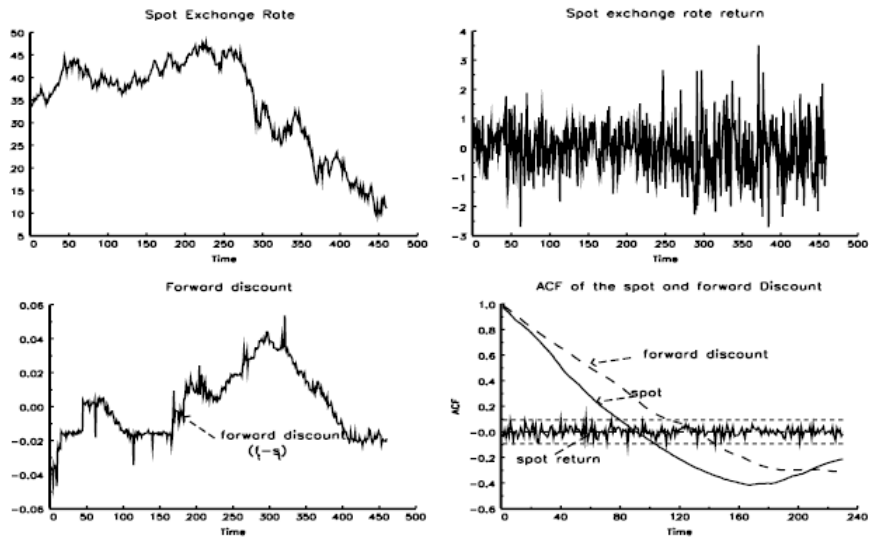 Spot Exchange Rate
50
45
40
35
30
25
20
15
10
5
0 50 100 150 200 250 300 350 400 450 500
Time
Spot exchange rate return
4
3
2
1
0
-1
-2
-3
0 50 100 150 200 250 300 350 400 450 500
Time
Forward discount
0.06
0.04
0.02
0.00
-0.02
-0.04
-0.06
forward discount
(f-s)
0 50 100 150 200 250 300 350 400 450 500
Time
ACF of the spot and forward Discount
ACF
1.0
0.8
0.6
0.4
0.2
-0.0
-0.2
-0.4
-0.6
forward discount
spot
spot return
0 40 80 120 160 200 240
Time